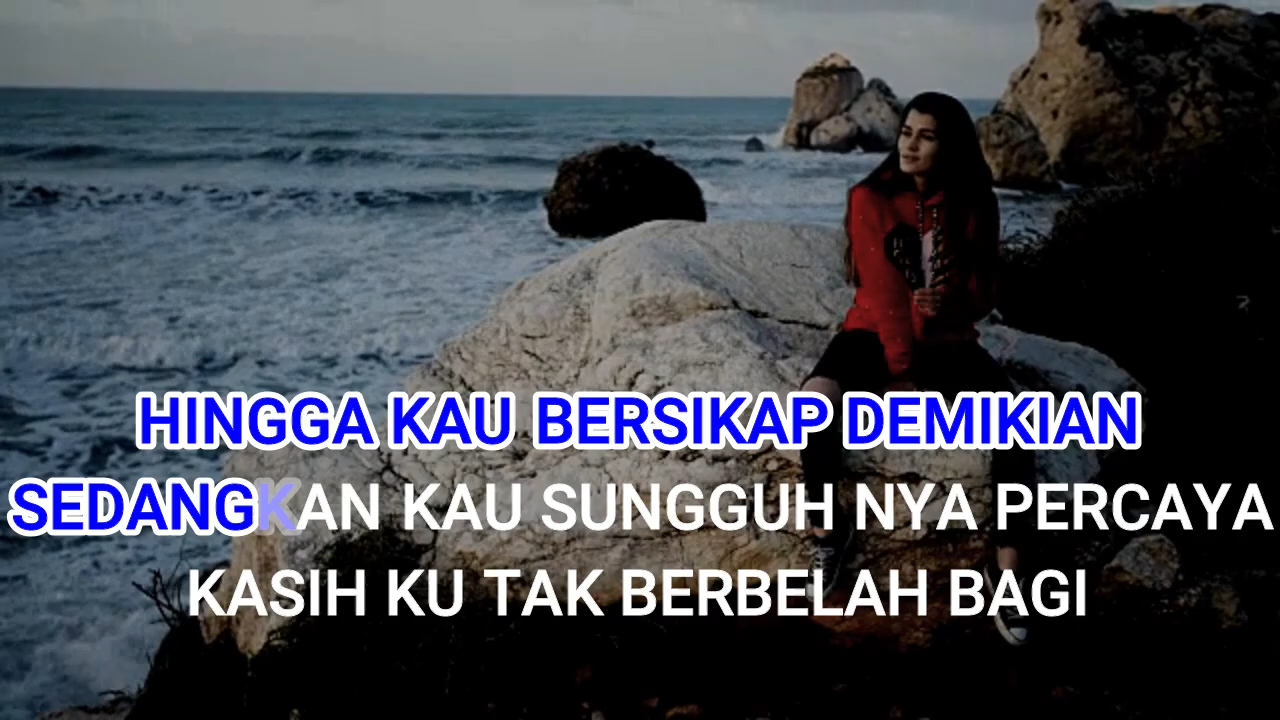 HINGGA KAU BERSIKAP DEMIKIAN
SEDANGKAN KAU SUNGGUH NYA PERCAYA
KASIH KU TAK BERBELAH BAGI